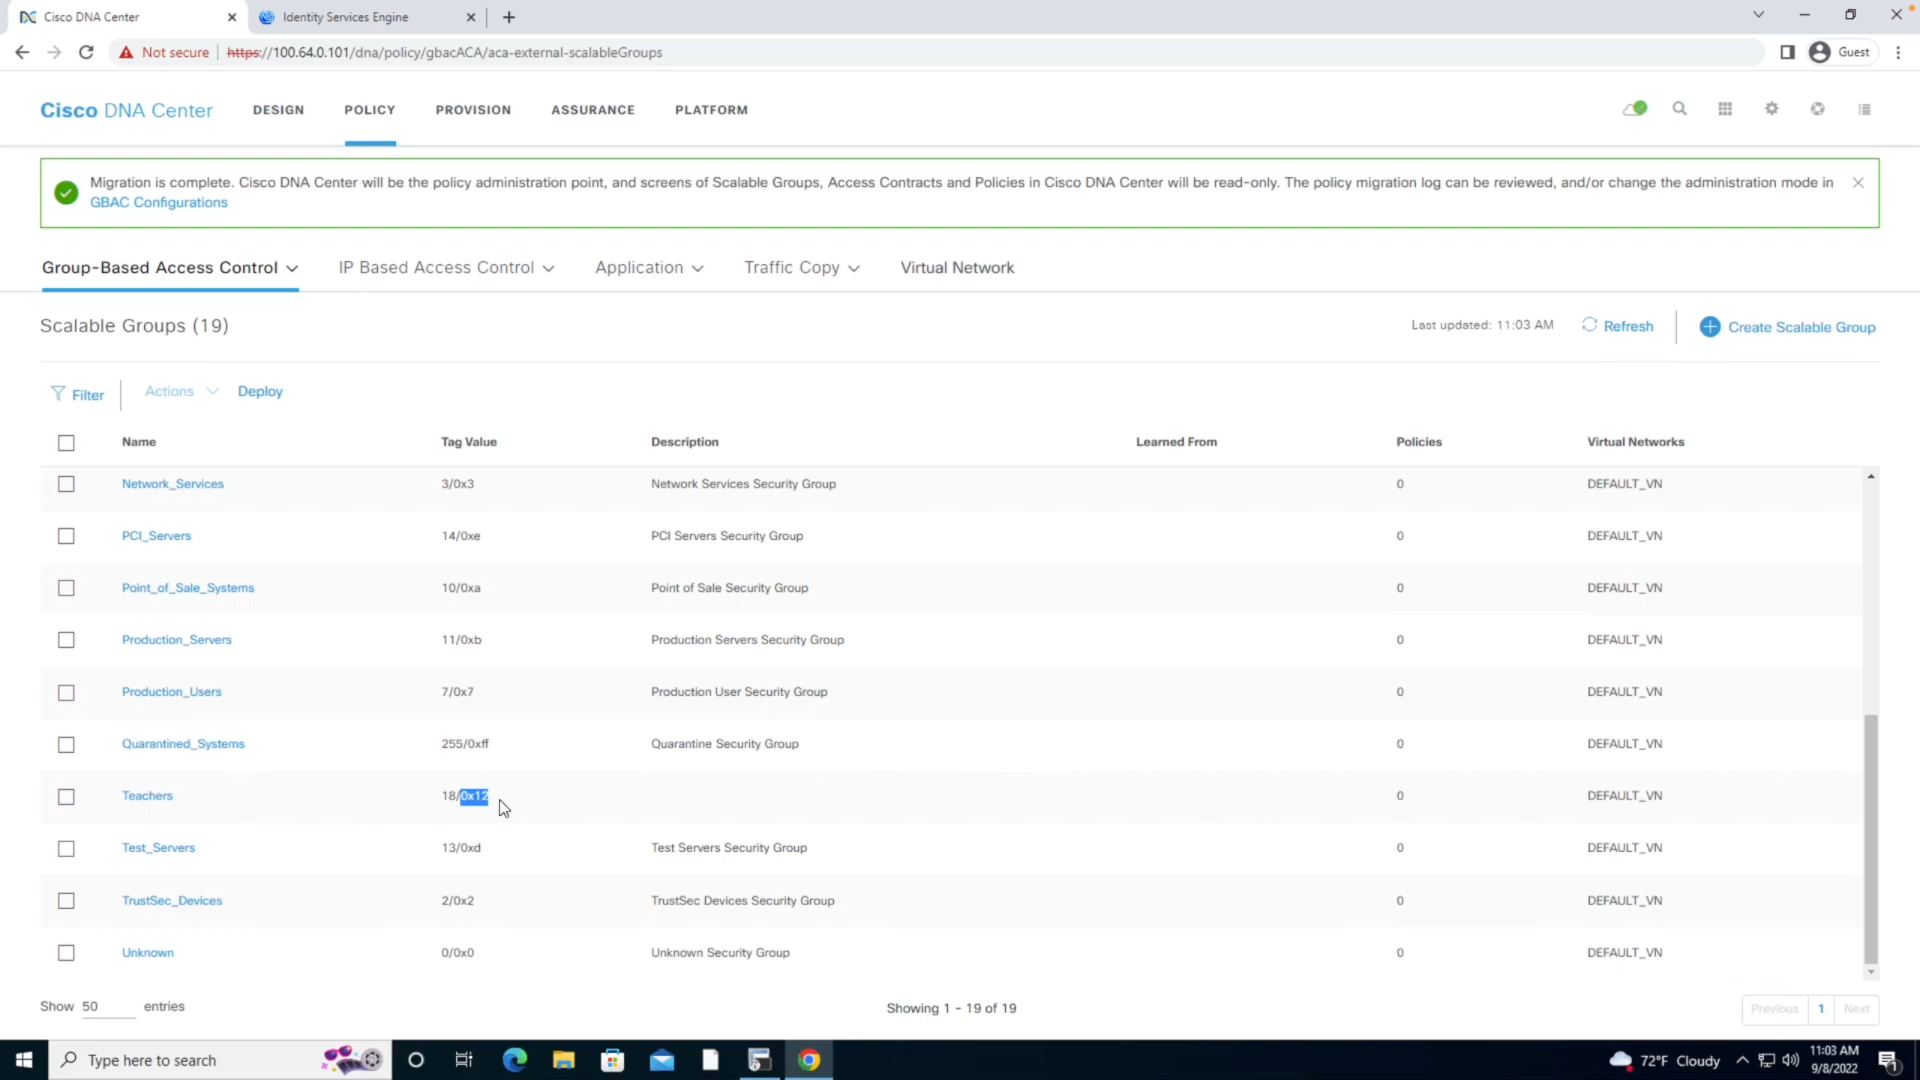 Cisco DNA Center
Identity Services Engine
Not secure
https://100.64.0.101/dna/policy/gbacACA/aca-external-scalableGroups
Guest
Cisco DNA Center
DESIGN
POLICY
PROVISION
ASSURANCE
PLATFORM
Migration is complete. Cisco DNA Center will be the policy administration point, and screens of Scalable Groups, Access Contracts and Policies in Cisco DNA Center will be read-only. The policy migration log can be reviewed, and/or change the administration mode in
GBAC Configurations
Group-Based Access Control
IP Based Access Control
Application
Traffic Copy
Virtual Network
Scalable Groups (19)
Last updated: 11:03 AM
Refresh
Create Scalable Group
Filter
Actions
Deploy
Name Tag Value Description Learned From Policies Virtual Networks
Network_Services 3/0x3 Network Services Security Group 0 DEFAULT_VN
PCI_Servers 14/0xe PCI Servers Security Group 0 DEFAULT_VN
Point_of_Sale_Systems 10/0xa Point of Sale Security Group 0 DEFAULT_VN
Production_Servers 11/0xb Production Servers Security Group 0 DEFAULT_VN
Production_Users 7/0x7 Production User Security Group 0 DEFAULT_VN
Quarantined_Systems 255/0xff Quarantine Security Group 0 DEFAULT_VN
Teachers 18/0x12 0 DEFAULT_VN
Test_Servers 13/0xd Test Servers Security Group 0 DEFAULT_VN
TrustSec_Devices 2/0x2 TrustSec Devices Security Group 0 DEFAULT_VN
Unknown 0/0x0 Unknown Security Group 0 DEFAULT_VN
Show 50 entries
Showing 1 - 19 of 19
Previous 1 Next
Type here to search
72°F Cloudy
11:03 AM
9/8/2022
1